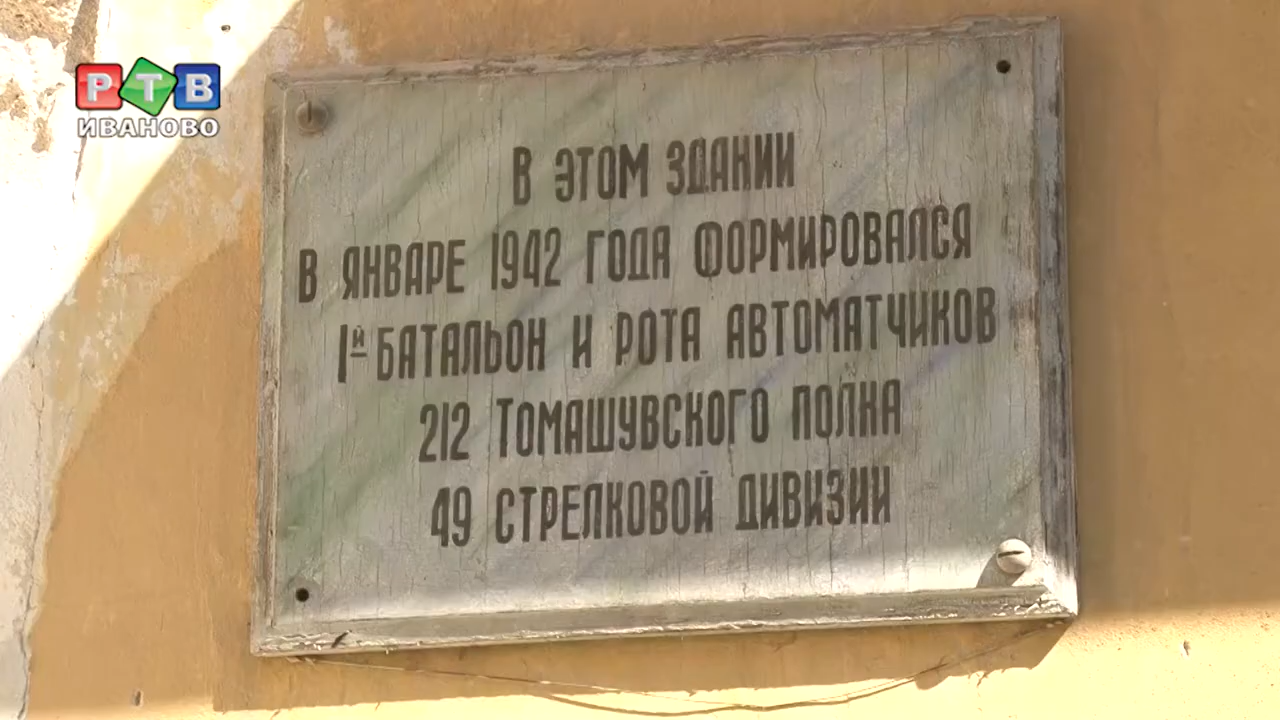 РТВ
ИВАНОВО
В ЭТОМ ЗДАНИИ
В ЯНВАРЕ 1942 ГОДА ФОРМИРОВАЛСЯ
1й БАТАЛЬОН И РОТА АВТОМАТЧИКОВ
212 ТОМАШУВСКОГО ПОЛКА
49 СТРЕЛКОВОЙ ДИВИЗИИ